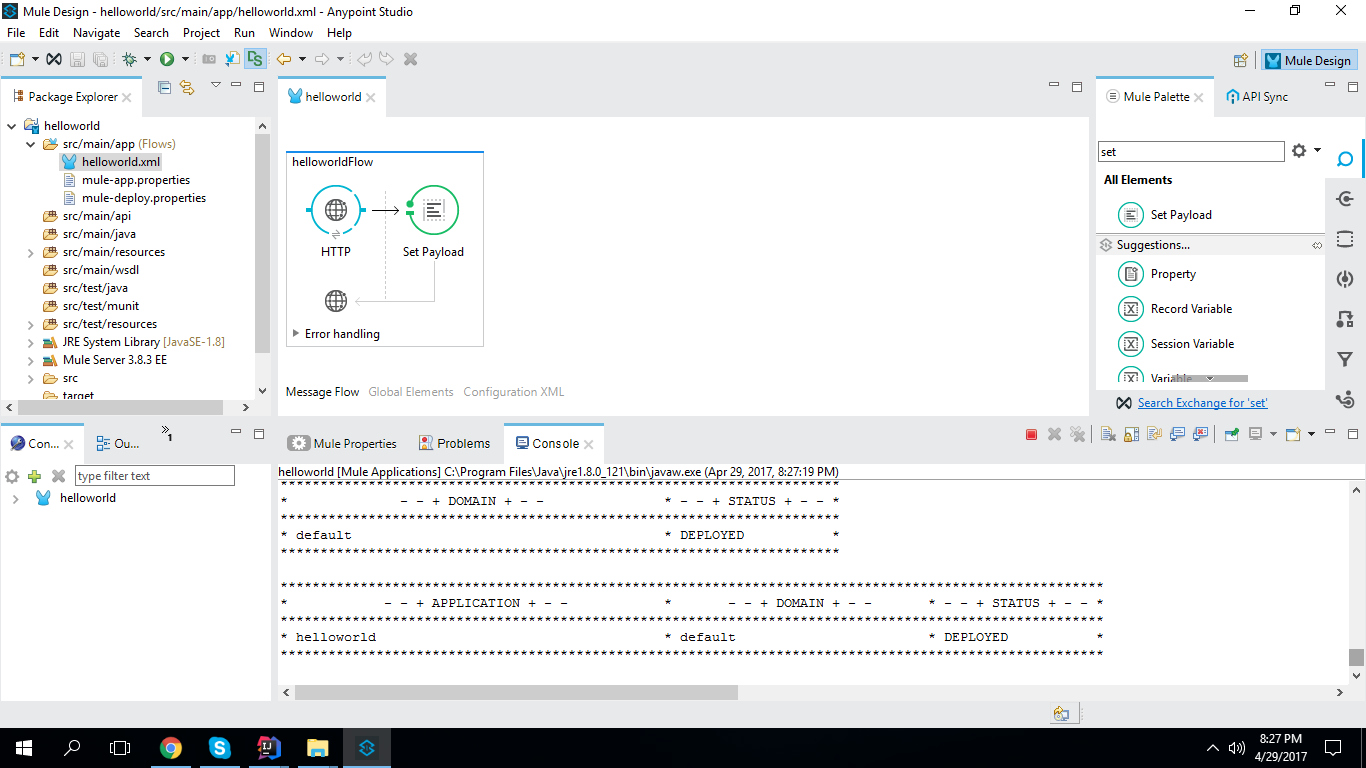 Mule Design - helloworld/src/main/app/helloworld.xml - Anypoint Studio
File Edit Navigate Search Project Run Window Help
Mule Design
Package Explorer
helloworld
src/main/app (Flows)
helloworld.xml
mule-app.properties
mule-deploy.properties
src/main/api
src/main/java
src/main/resources
src/main/wsdl
src/test/java
src/test/munit
src/test/resources
JRE System Library [JavaSE-1.8]
Mule Server 3.8.3 EE
src
target
helloworld
helloworldFlow
HTTP
Set Payload
Error handling
Message Flow Global Elements Configuration XML
Mule Palette
API Sync
set
All Elements
Set Payload
Suggestions...
Property
Record Variable
Session Variable
Variable
Search Exchange for 'set'
Con...
Ou...
1
type filter text
helloworld
Mule Properties
Problems
Console
helloworld [Mule Applications] C:\Program Files\Java\jre1.8.0_121\bin\javaw.exe (Apr 29, 2017, 8:27:19 PM)
**********************************************************************
* - - + DOMAIN + - - * - - + STATUS + - - *
**********************************************************************
* default * DEPLOYED *
**********************************************************************
*******************************************************************************************************
* - - + APPLICATION + - - * - - + DOMAIN + - - * - - + STATUS + - - *
*******************************************************************************************************
* helloworld * default * DEPLOYED *
*******************************************************************************************************
8:27 PM
4/29/2017